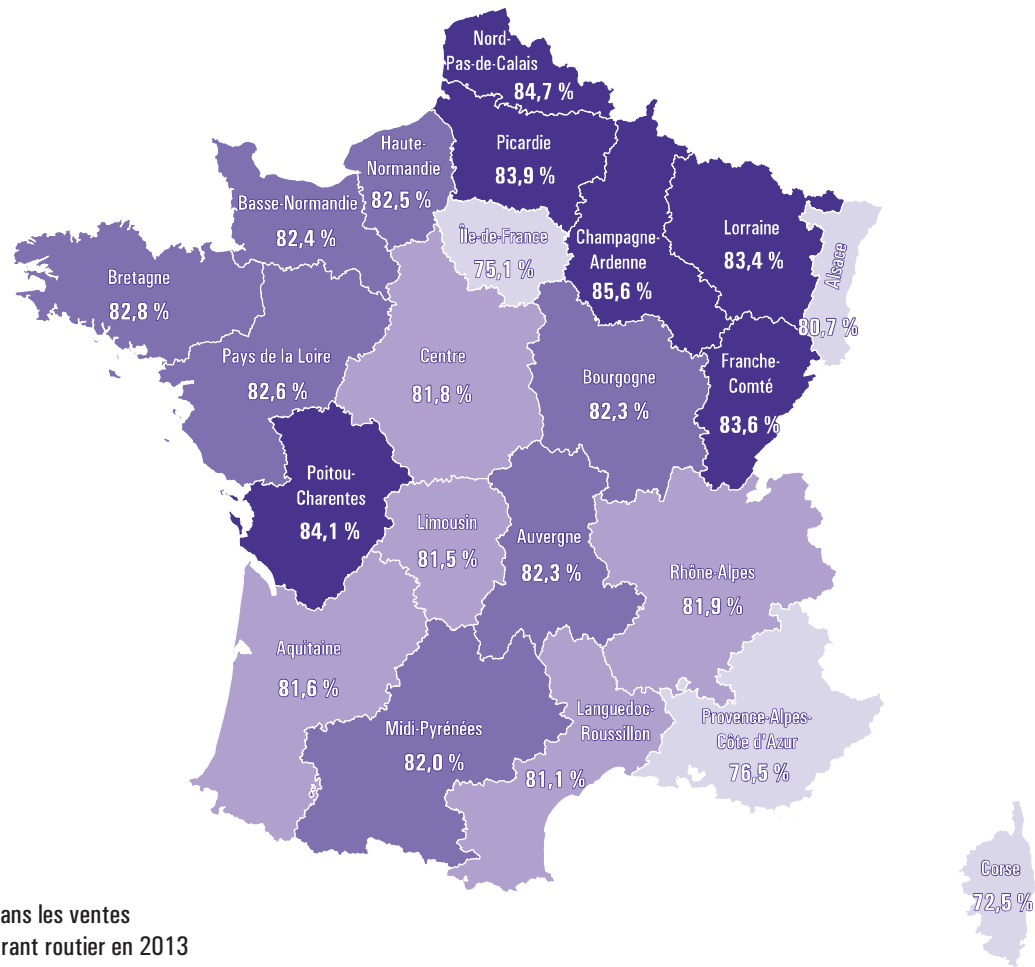 Nord-
Pas-de-Calais
84,7 %
Picardie
83,9 %
Haute-
Normandie
82,5 %
Basse-Normandie
82,4 %
Île-de-France
75,1 %
Champagne-
Ardenne
85,6 %
Lorraine
83,4 %
Alsace
80,7 %
Bretagne
82,8 %
Pays de la Loire
82,6 %
Centre
81,8 %
Bourgogne
82,3 %
Franche-
Comté
83,6 %
Poitou-
Charentes
84,1 %
Limousin
81,5 %
Auvergne
82,3 %
Rhône-Alpes
81,9 %
Aquitaine
81,6 %
Midi-Pyrénées
82,0 %
Languedoc-
Roussillon
81,1 %
Provence-Alpes-
Côte d'Azur
76,5 %
Corse
72,5 %
ans les ventes
rant routier en 2013